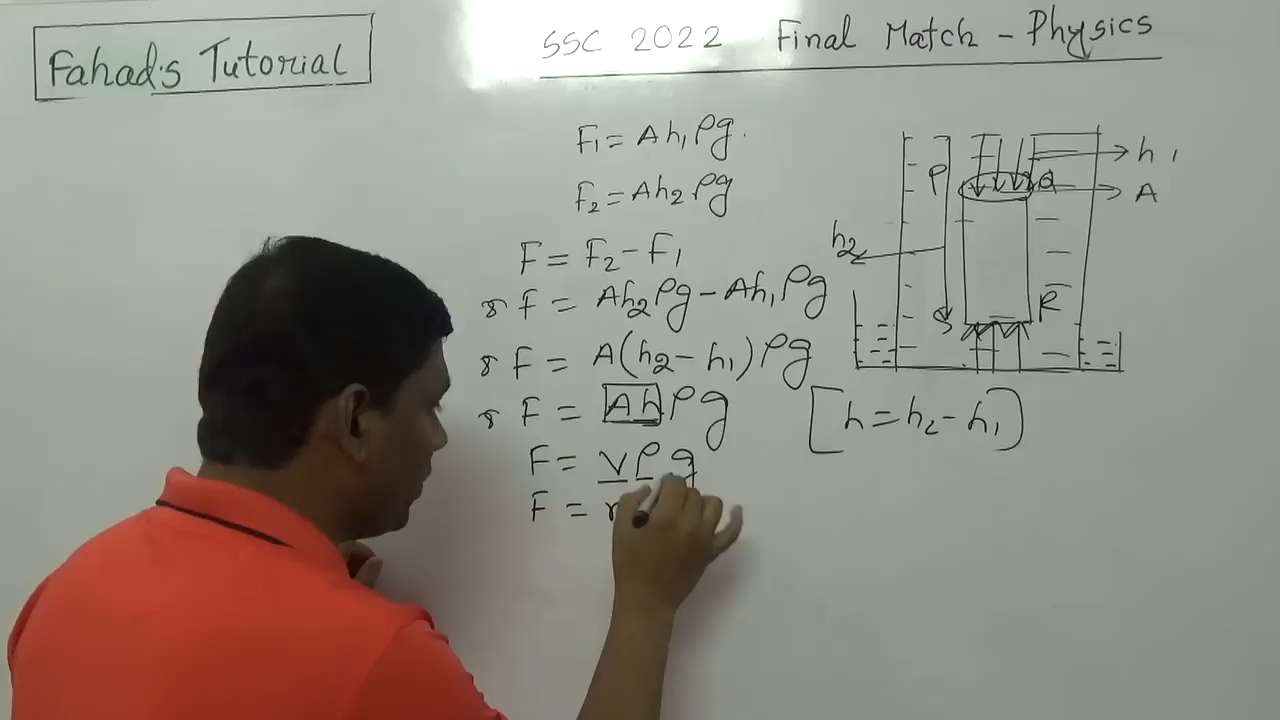 Fahad's Tutorial
SSC 2022 Final Match - Physics
F₁ = Ah₁ρg.
F₂ = Ah₂ρg
F = F₂ - F₁
র F = Ah₂ρg - Ah₁ρg
র F = A(h₂ - h₁)ρg
র F = Ahρg [h = h₂ - h₁)
F = vρg
F =
h₁
P Q
A
h₂
S R